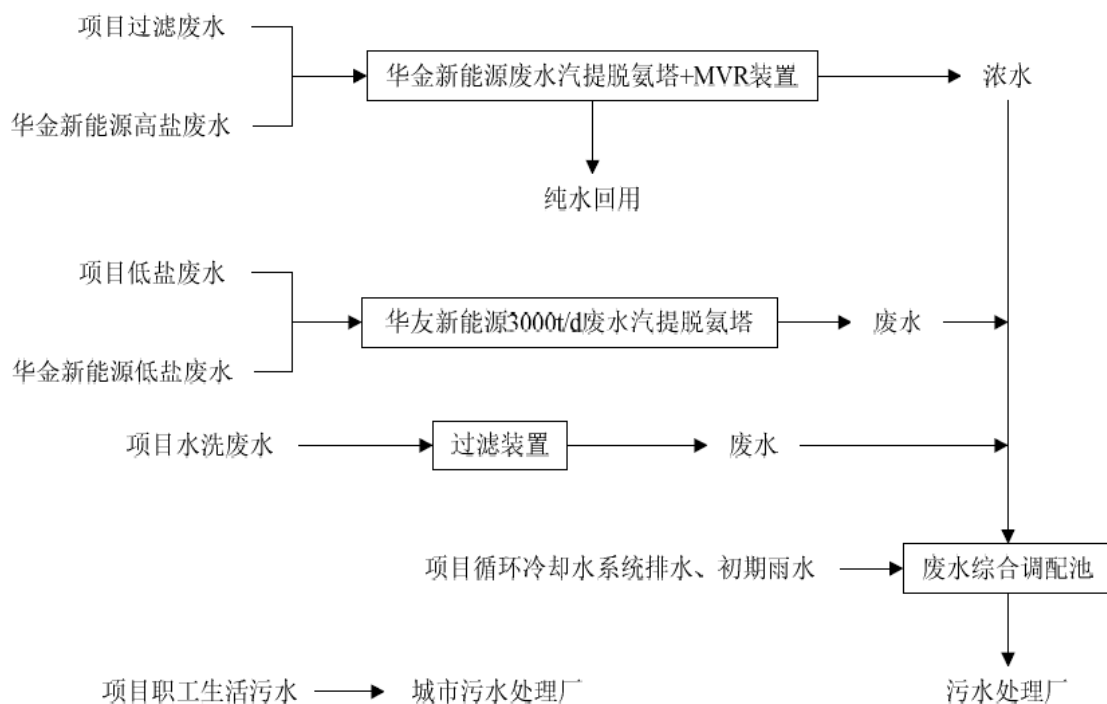 项目过滤废水
华金新能源废水汽提脱氨塔+MVR装置
浓水
华金新能源高盐废水
纯水回用
项目低盐废水
华友新能源3000t/d废水汽提脱氨塔
废水
华金新能源低盐废水
项目水洗废水
过滤装置
废水
项目循环冷却水系统排水、初期雨水
废水综合调配池
项目职工生活污水
城市污水处理厂
污水处理厂